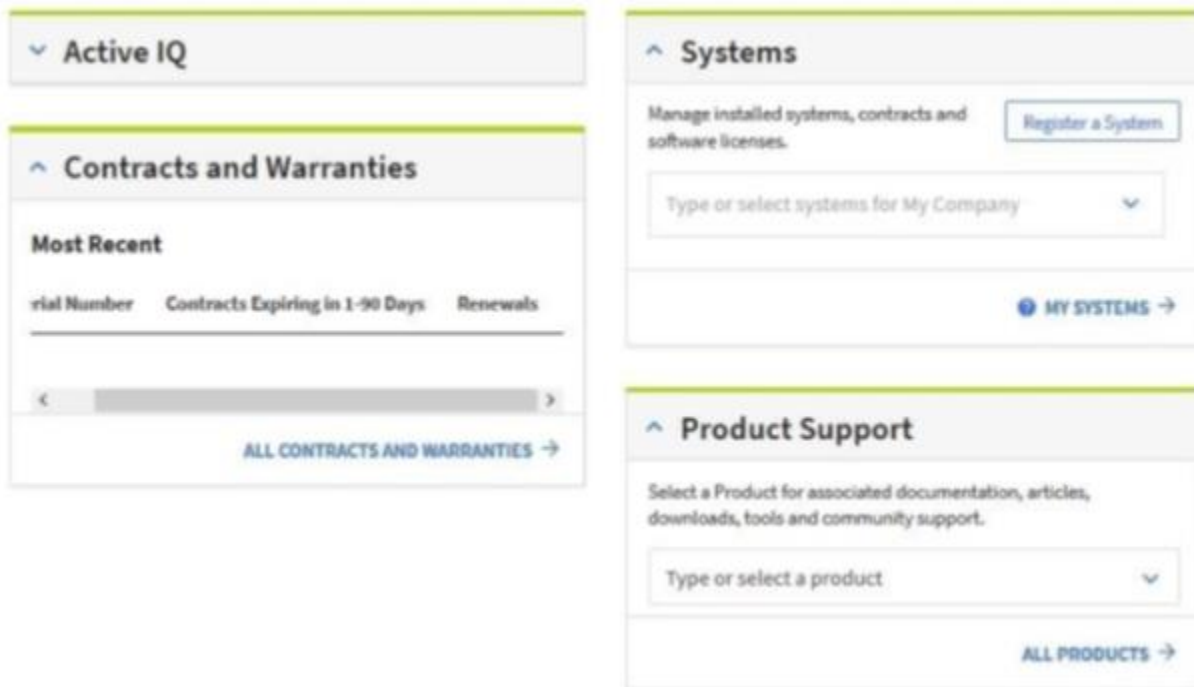 Active IQ
Contracts and Warranties
Most Recent
rial Number Contracts Expiring in 1-90 Days Renewals
ALL CONTRACTS AND WARRANTIES
Systems
Manage installed systems, contracts and
software licenses.
Register a System
Type or select systems for My Company
MY SYSTEMS
Product Support
Select a Product for associated documentation, articles,
downloads, tools and community support.
Type or select a product
ALL PRODUCTS